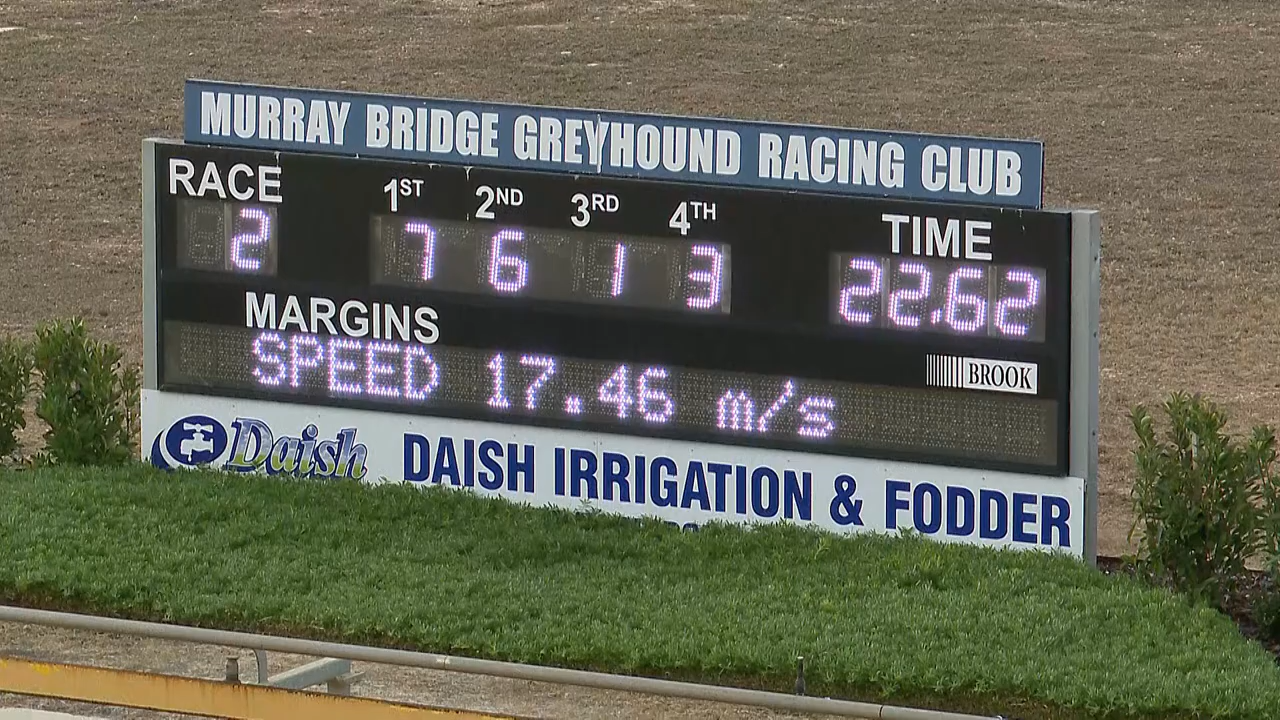 MURRAY BRIDGE GREYHOUND RACING CLUB
RACE 1ST 2ND 3RD 4TH TIME
2 7 6 1 3 22.62
MARGINS
BROOK
SPEED 17.46 m/s
Daish DAISH IRRIGATION & FODDER